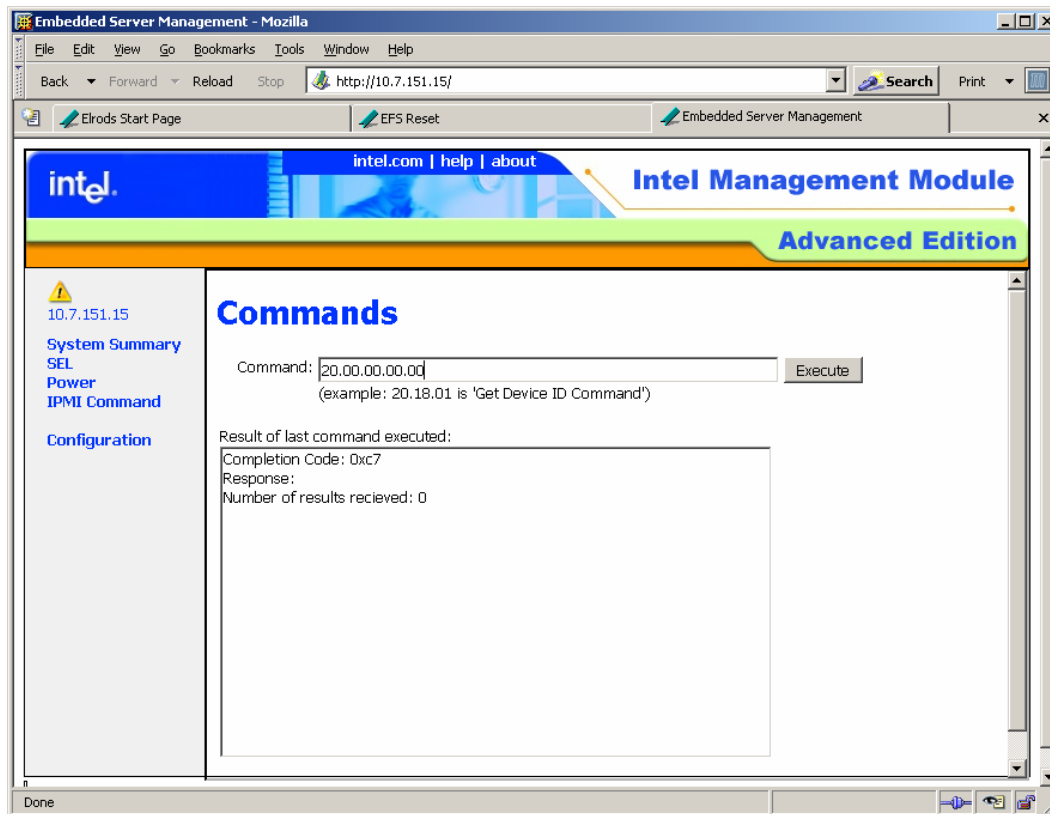 Embedded Server Management - Mozilla
File Edit View Go Bookmarks Tools Window Help
Back Forward Reload Stop http://10.7.151.15/ Search Print
Elrods Start Page EFS Reset Embedded Server Management
intel.com | help | about
intel.
Intel Management Module
Advanced Edition
10.7.151.15
System Summary
SEL
Power
IPMI Command
Configuration
Commands
Command: 20.00.00.00.00 Execute
(example: 20.18.01 is 'Get Device ID Command')
Result of last command executed:
Completion Code: 0xc7
Response:
Number of results recieved: 0
Done